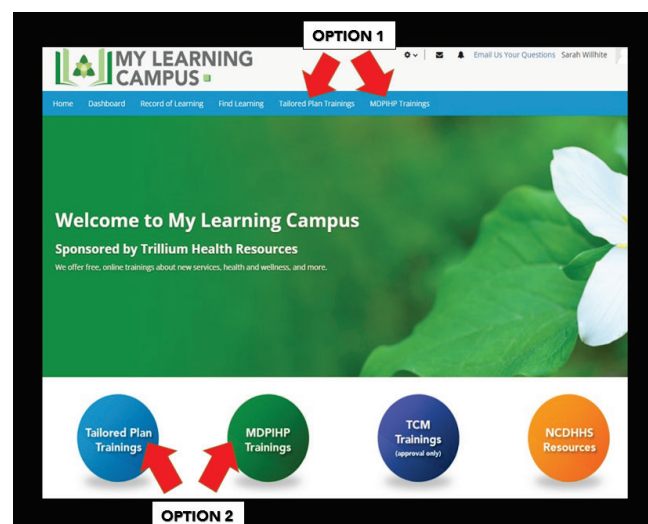 OPTION 1
MY LEARNING
CAMPUS
Email Us Your Questions Sarah Willhite
Home Dashboard Record of Learning Find Learning Tailored Plan Trainings MDPIHP Trainings
Welcome to My Learning Campus
Sponsored by Trillium Health Resources
We offer free, online trainings about new services, health and wellness, and more.
Tailored Plan
Trainings
MDPIHP
Trainings
TCM
Trainings
(approval only)
NCDHHS
Resources
OPTION 2